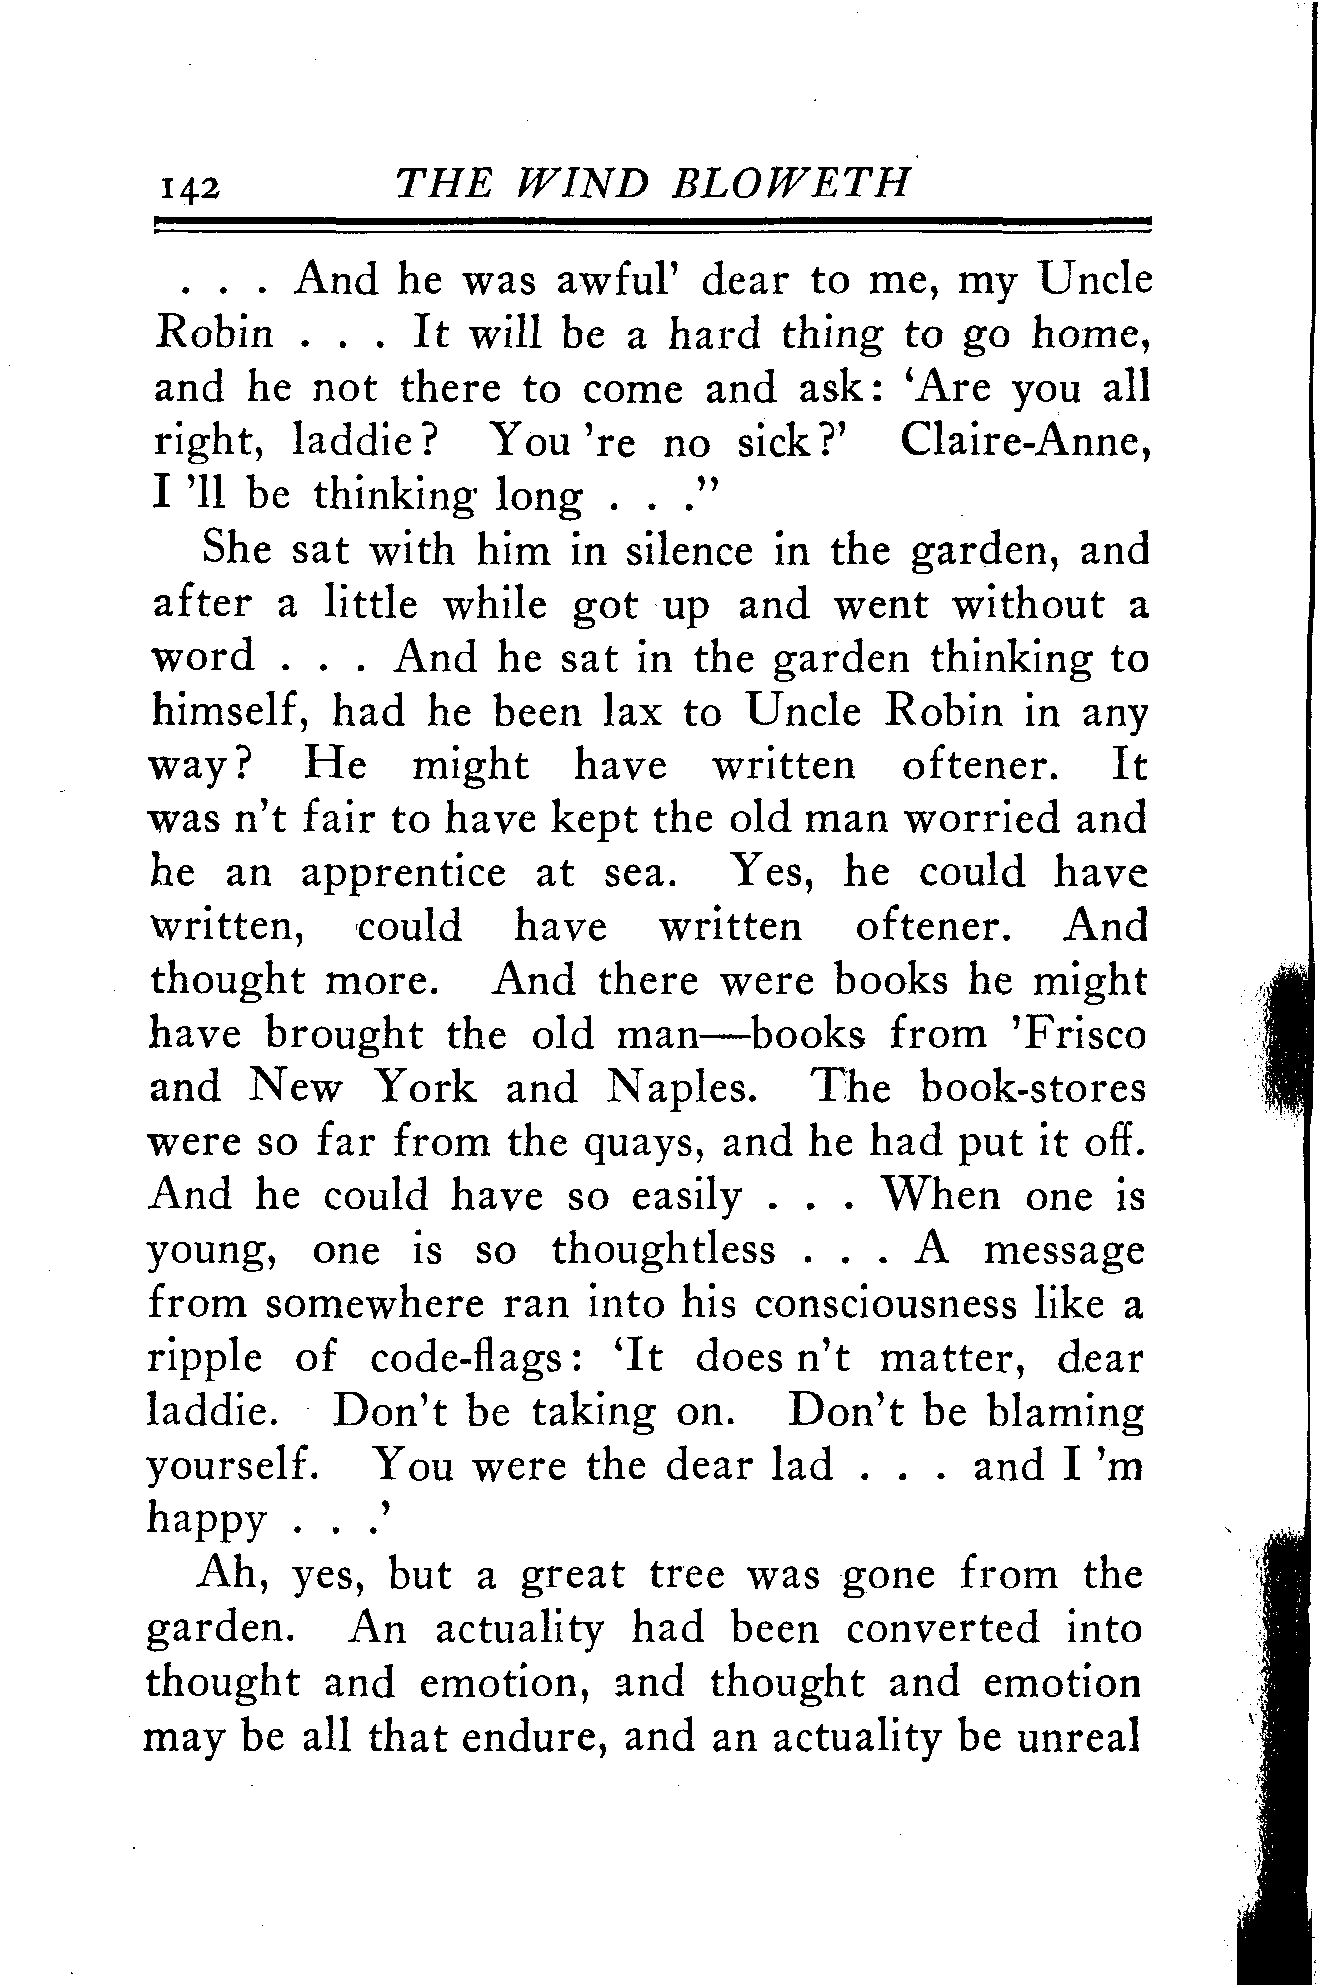 142 THE WIND BLOWETH
. . . And he was awful' dear to me, my Uncle
Robin . . . It will be a hard thing to go home,
and he not there to come and ask: 'Are you all
right, laddie? You 're no sick?' Claire-Anne,
I 'll be thinking long . . ."
She sat with him in silence in the garden, and
after a little while got up and went without a
word . . . And he sat in the garden thinking to
himself, had he been lax to Uncle Robin in any
way? He might have written oftener. It
was n't fair to have kept the old man worried and
he an apprentice at sea. Yes, he could have
written, could have written oftener. And
thought more. And there were books he might
have brought the old man—books from 'Frisco
and New York and Naples. The book-stores
were so far from the quays, and he had put it off.
And he could have so easily . . . When one is
young, one is so thoughtless . . . A message
from somewhere ran into his consciousness like a
ripple of code-flags: 'It does n't matter, dear
laddie. Don't be taking on. Don't be blaming
yourself. You were the dear lad . . . and I 'm
happy . . .'
Ah, yes, but a great tree was gone from the
garden. An actuality had been converted into
thought and emotion, and thought and emotion
may be all that endure, and an actuality be unreal